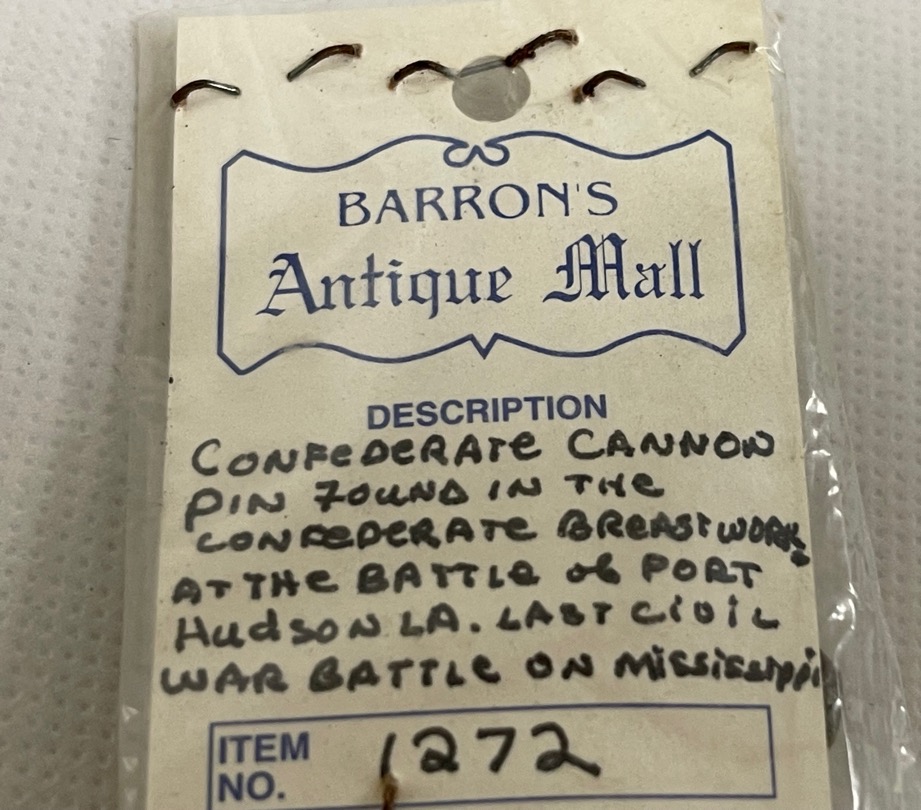 BARRON'S
Antique Mall
DESCRIPTION
CONFEDERATE CANNON
PIN FOUND IN THE
CONFEDERATE BREASTWORK
AT THE BATTLE of PORT
HudSON LA. LAST CIVIL
WAR BATTLE ON Mississippi
ITEM
NO. 1272